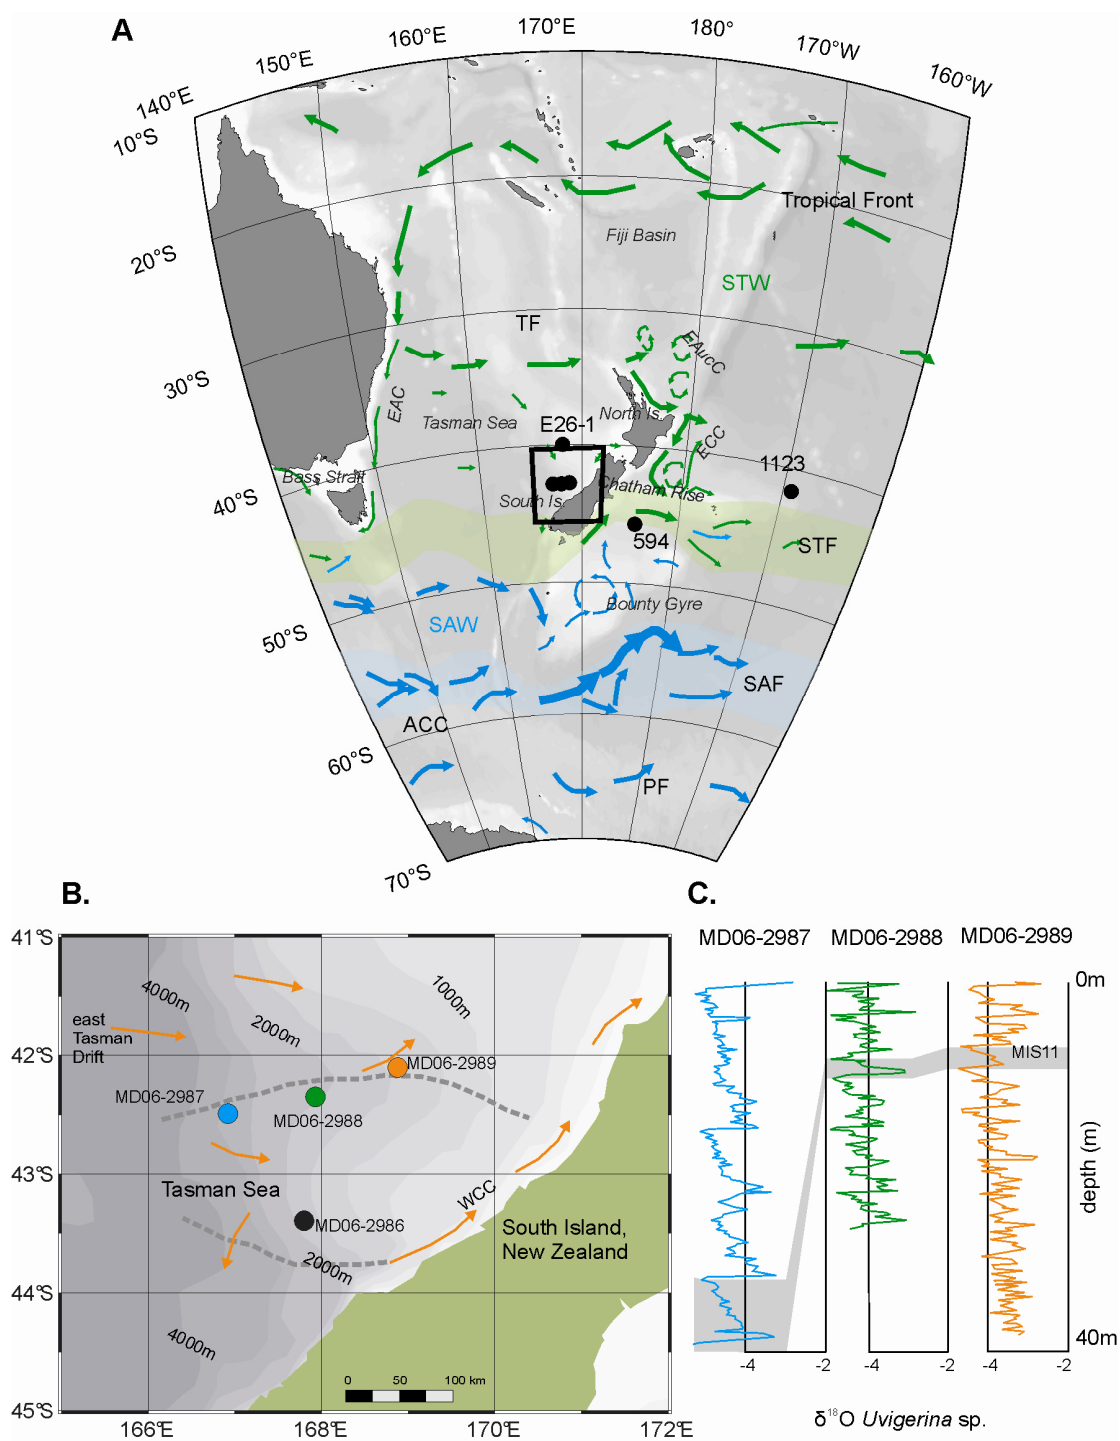 A
140°E
150°E
160°E
170°E
180°
170°W
160°W
10°S
20°S
30°S
40°S
50°S
60°S
70°S
Tropical Front
Fiji Basin
STW
TF
EAucC
EAC
Tasman Sea
North Is.
E26-1
ECC
1123
Bass Strait
Chatham Rise
South Is.
594
STF
Bounty Gyre
SAW
SAF
ACC
PF
B.
41°S
42°S
43°S
44°S
45°S
166°E
168°E
170°E
172°E
4000m
2000m
1000m
east
Tasman
Drift
MD06-2989
MD06-2987
MD06-2988
Tasman Sea
WCC
MD06-2986
South Island,
New Zealand
2000m
4000m
0 50 100 km
C.
MD06-2987 MD06-2988 MD06-2989
0m
MIS11
depth (m)
40m
-4 -2 -4 -2 -4 -2
δ¹⁸O Uvigerina sp.